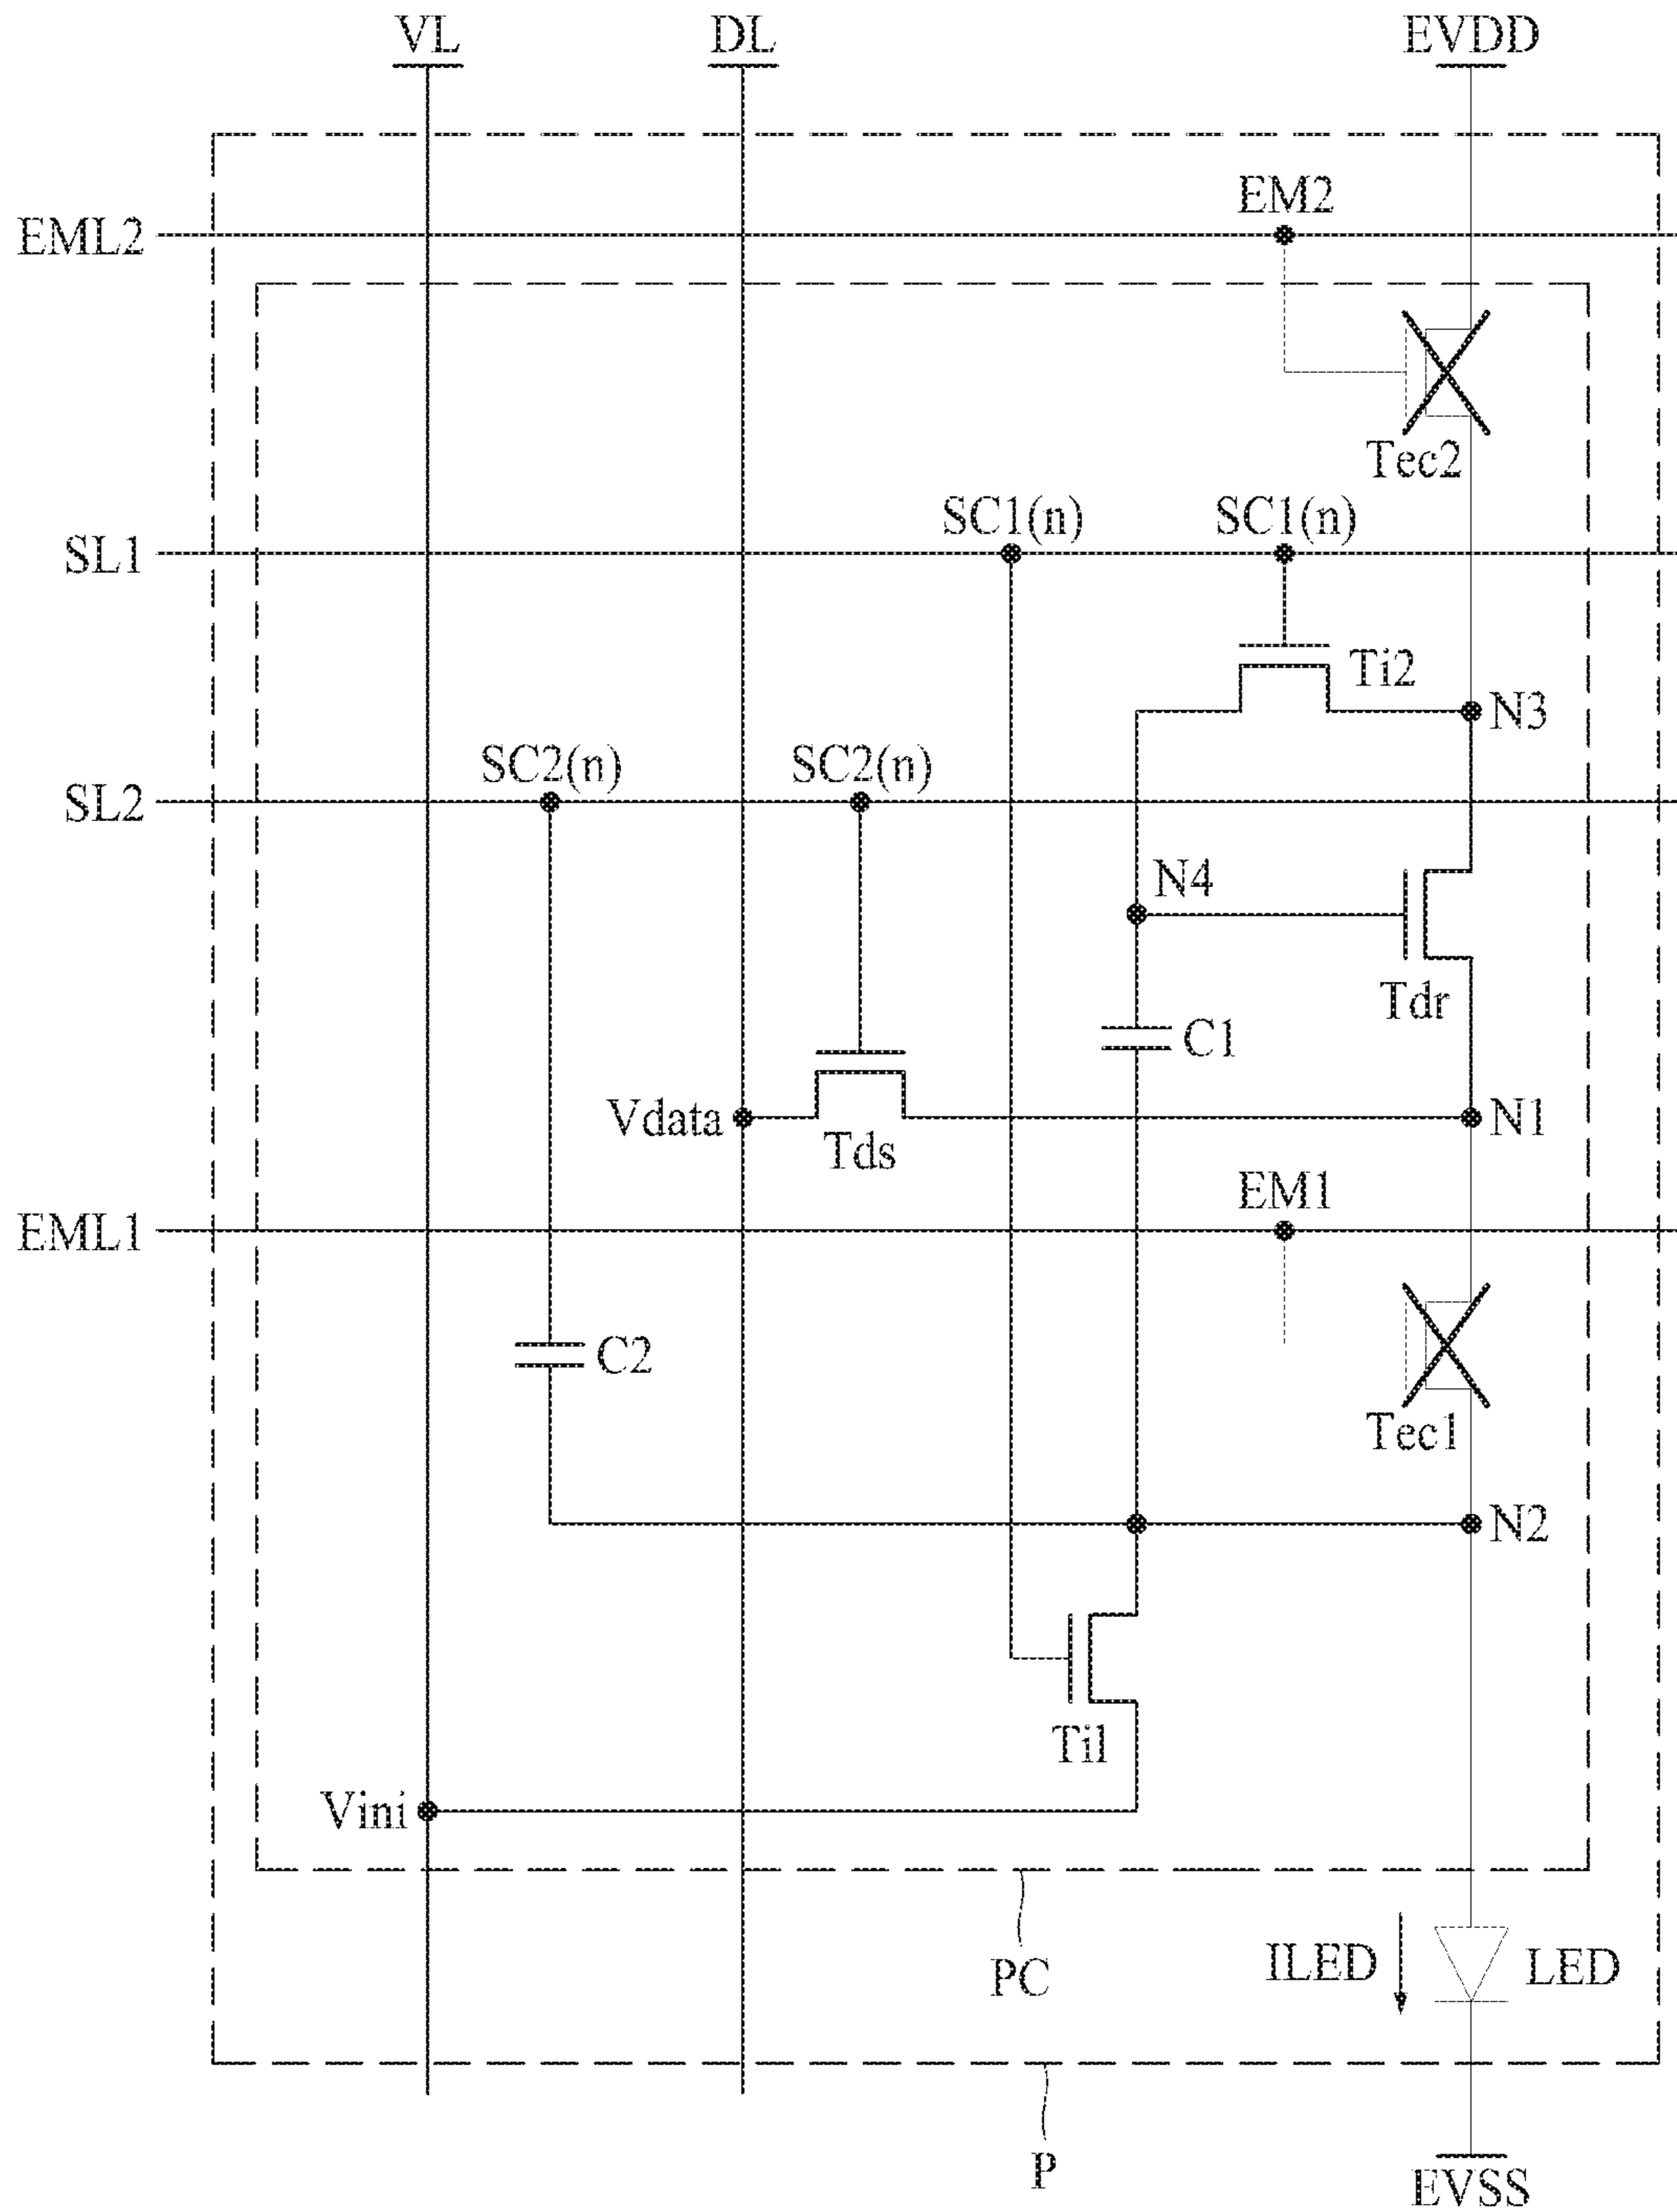 VL DL EVDD
EM2
EML2
Tec2
SC1(n) SC1(n)
SL1
Ti2
N3
SC2(n) SC2(n)
SL2
N4
Tdr
C1
Vdata
Tds
N1
EM1
EML1
C2
Tec1
N2
Ti1
Vini
PC
ILED
LED
P
EVSS